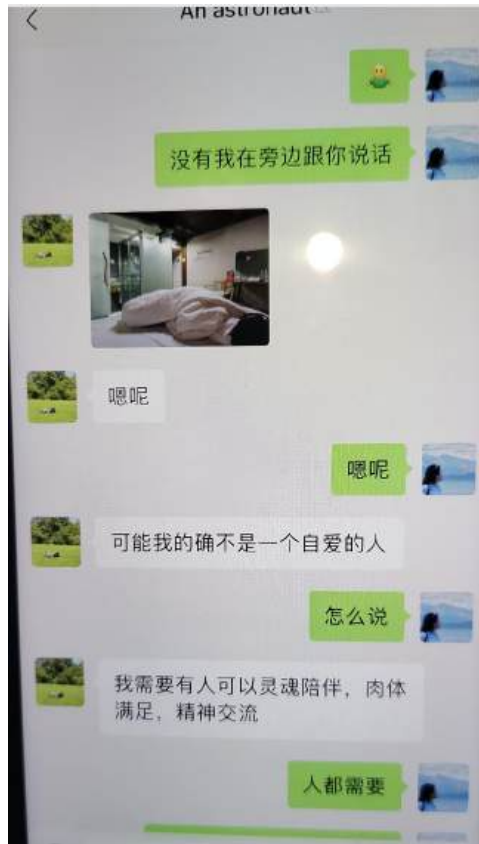 An astronaut
没有我在旁边跟你说话
嗯呢
嗯呢
可能我的确不是一个自爱的人
怎么说
我需要有人可以灵魂陪伴，肉体
满足，精神交流
人都需要